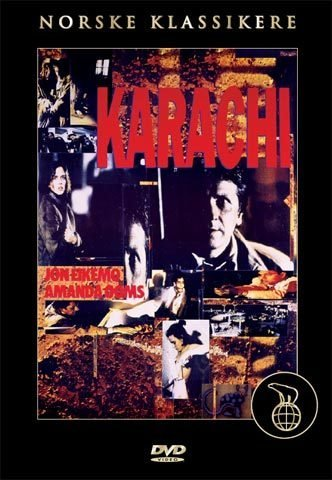 NORSKE KLASSIKERE
KARACHI
JON EIKEMO
AMANDA OOMS
DVD
VIDEO